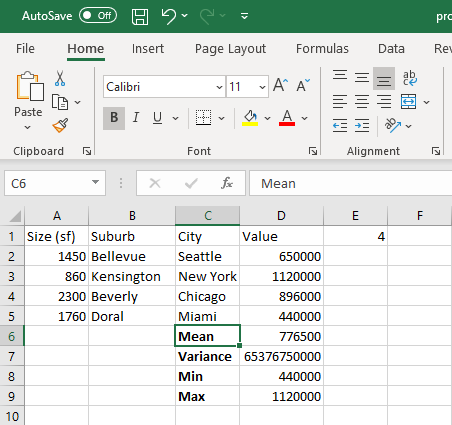 AutoSave Off pro
File Home Insert Page Layout Formulas Data Rev
Paste Calibri 11 A A ab
B I U A
Clipboard Font Alignment
C6 fx Mean
A B C D E F
1 Size (sf) Suburb City Value 4
2 1450 Bellevue Seattle 650000
3 860 Kensington New York 1120000
4 2300 Beverly Chicago 896000
5 1760 Doral Miami 440000
6 Mean 776500
7 Variance 65376750000
8 Min 440000
9 Max 1120000
10